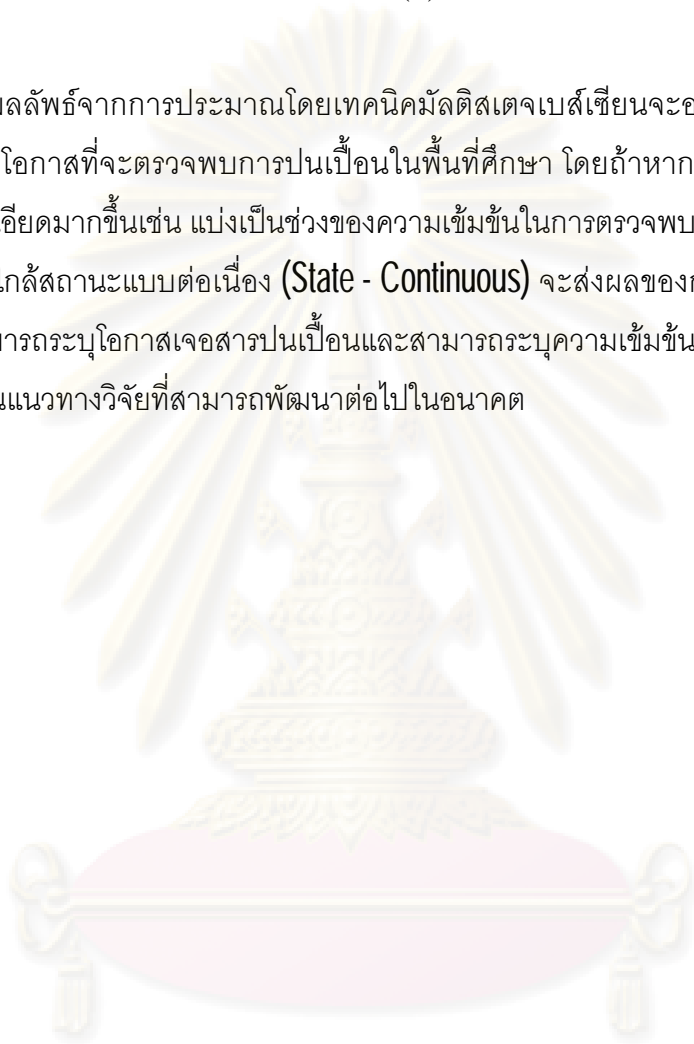 ผลลัพธ์จากการประมาณโดยเทคนิคมัลติสเตจเบส์เซียนจะอ
โอกาสที่จะตรวจพบการปนเปื้อนในพื้นที่ศึกษา โดยถ้าหาก
อียดมากขึ้นเช่น แบ่งเป็นช่วงของความเข้มข้นในการตรวจพบ
ใกล้สถานะแบบต่อเนื่อง (State - Continuous) จะส่งผลของก
ารถระบุโอกาสเจอสารปนเปื้อนและสามารถระบุความเข้มข้น
นแนวทางวิจัยที่สามารถพัฒนาต่อไปในอนาคต